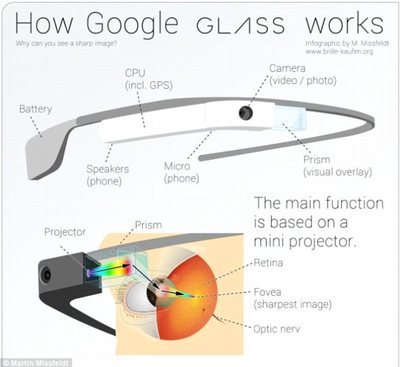 How Google GLASS works
Why can you see a sharp image?
Infographic by M. Missfeldt
www.brille-kaufen.org
Camera
(video / photo)
CPU
(incl. GPS)
Battery
Speakers
(phone)
Micro
(phone)
Prism
(visual overlay)
The main function
is based on a
mini projector.
Projector
Prism
Retina
Fovea
(sharpest image)
Optic nerv
© Martin Missfeldt